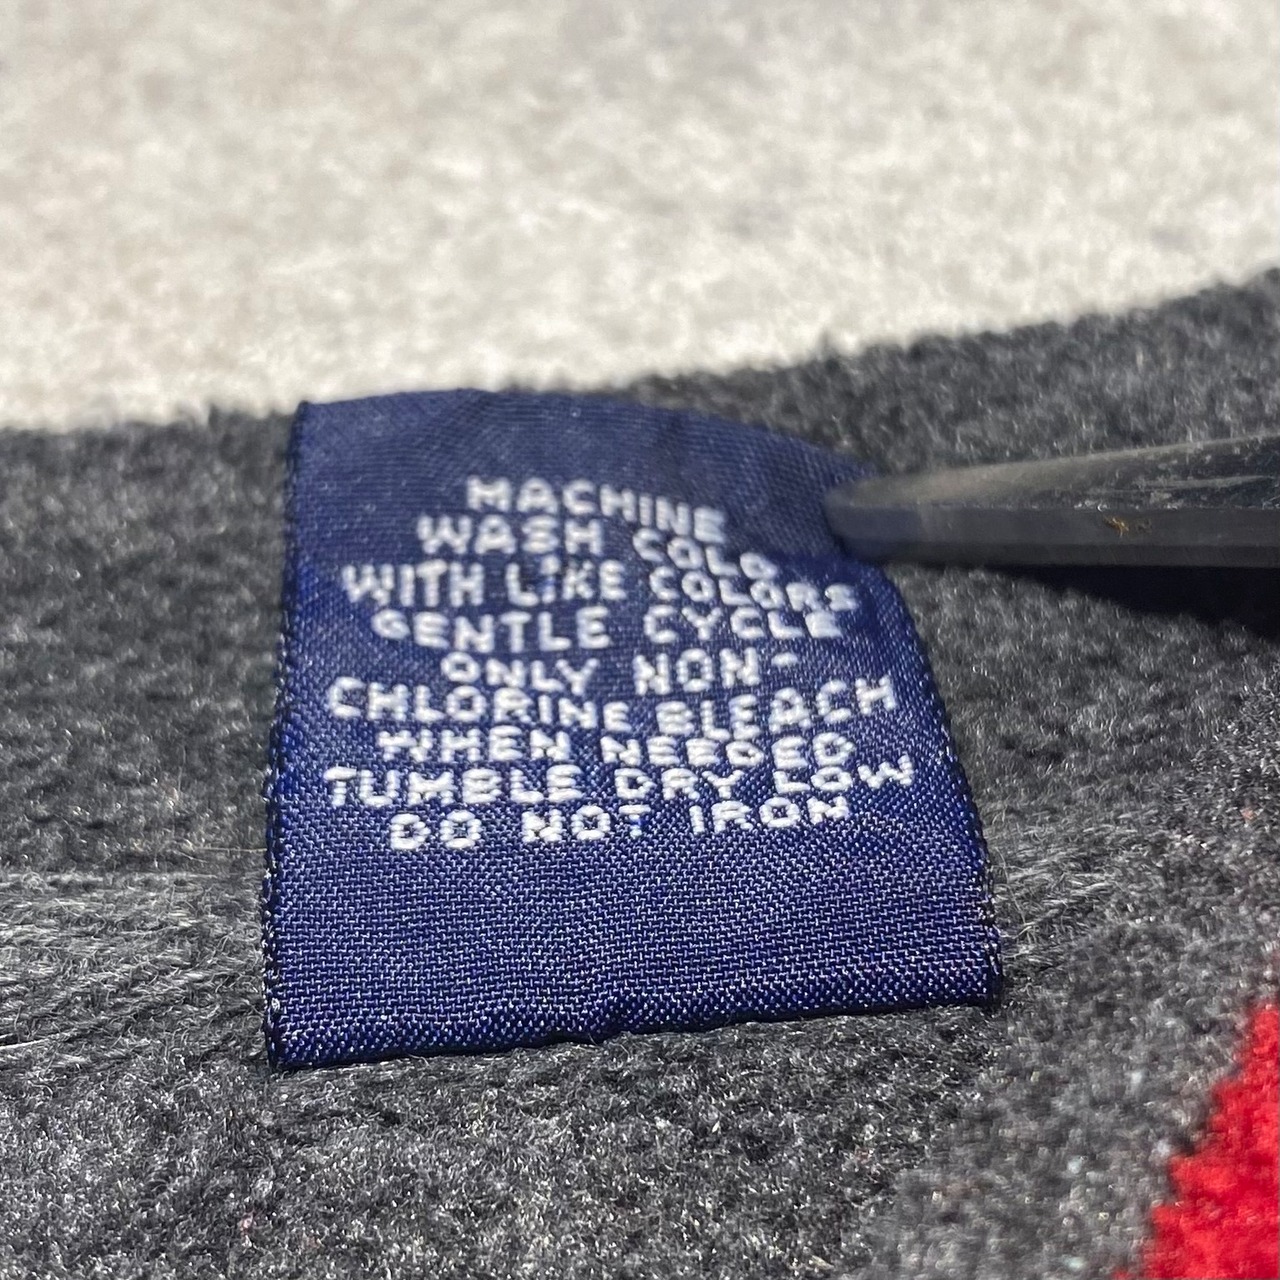 MACHINE
WASH COLD
WITH LIKE COLORS
GENTLE CYCLE
ONLY NON-
CHLORINE BLEACH
WHEN NEEDED
TUMBLE DRY LOW
DO NOT IRON